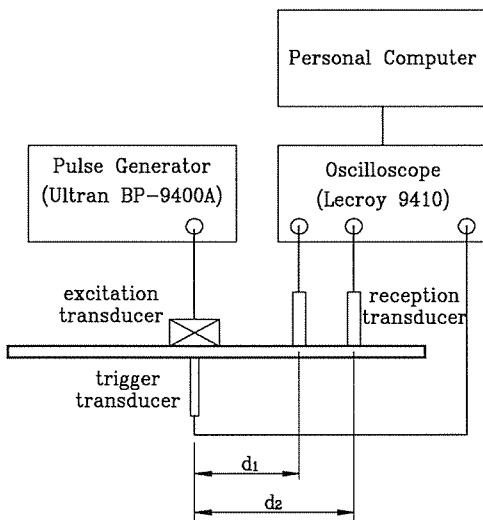 Personal Computer
Pulse Generator
(Ultran BP-9400A)
Oscilloscope
(Lecroy 9410)
excitation
transducer
reception
transducer
trigger
transducer
d1
d2